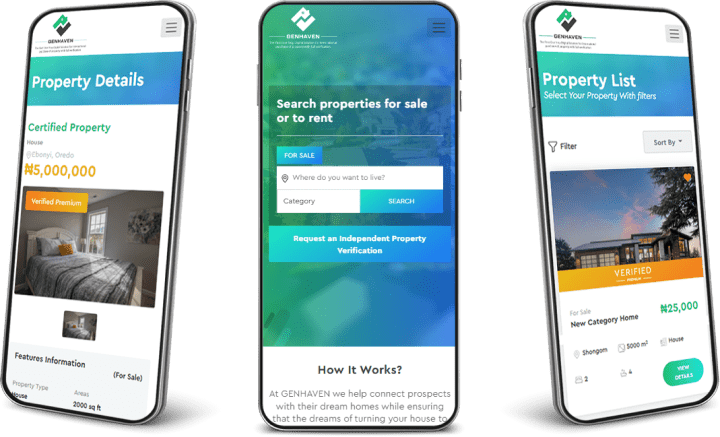 GENHAVEN
Property Details
Certified Property
House
Ebonyi, Oredo
₦5,000,000
Verified Premium
Features Information
(For Sale)
Property Type
Areas
House
2000 sq ft
GENHAVEN
Search properties for sale
or to rent
FOR SALE
Where do you want to live?
Category
SEARCH
Request an Independent Property
Verification
How It Works?
At GENHAVEN we help connect prospects
with their dream homes while ensuring
that the dreams of turning your house to
GENHAVEN
Property List
Select Your Property With filters
Filter
Sort By
VERIFIED
PREMIUM
For Sale
New Category Home
₦25,000
Shongom
5000 m²
House
2
4
VIEW
DETAILS